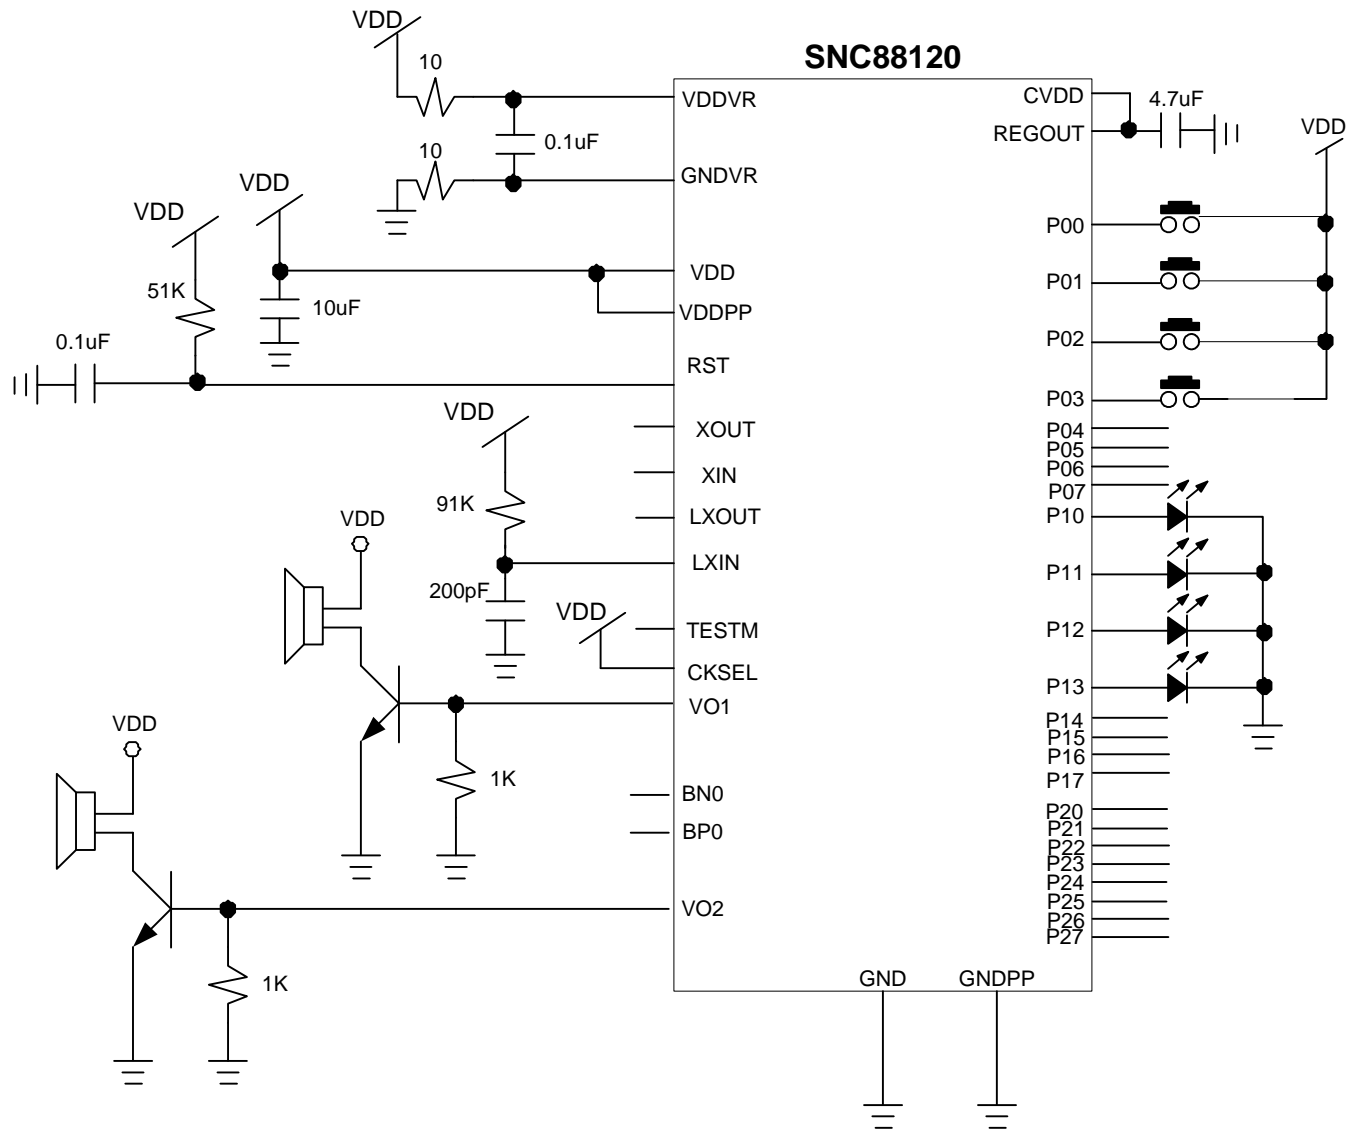 SNC88120
VDD
10
VDDVR
0.1uF
10
GNDVR
VDD
VDD
VDD
10uF
VDDPP
51K
0.1uF
RST
VDD
XOUT
XIN
91K
LXOUT
VDD
LXIN
200pF
VDD
TESTM
CKSEL
VO1
VDD
1K
BN0
BP0
VO2
1K
CVDD
4.7uF
REGOUT
VDD
P00
P01
P02
P03
P04
P05
P06
P07
P10
P11
P12
P13
P14
P15
P16
P17
P20
P21
P22
P23
P24
P25
P26
P27
GND
GNDPP